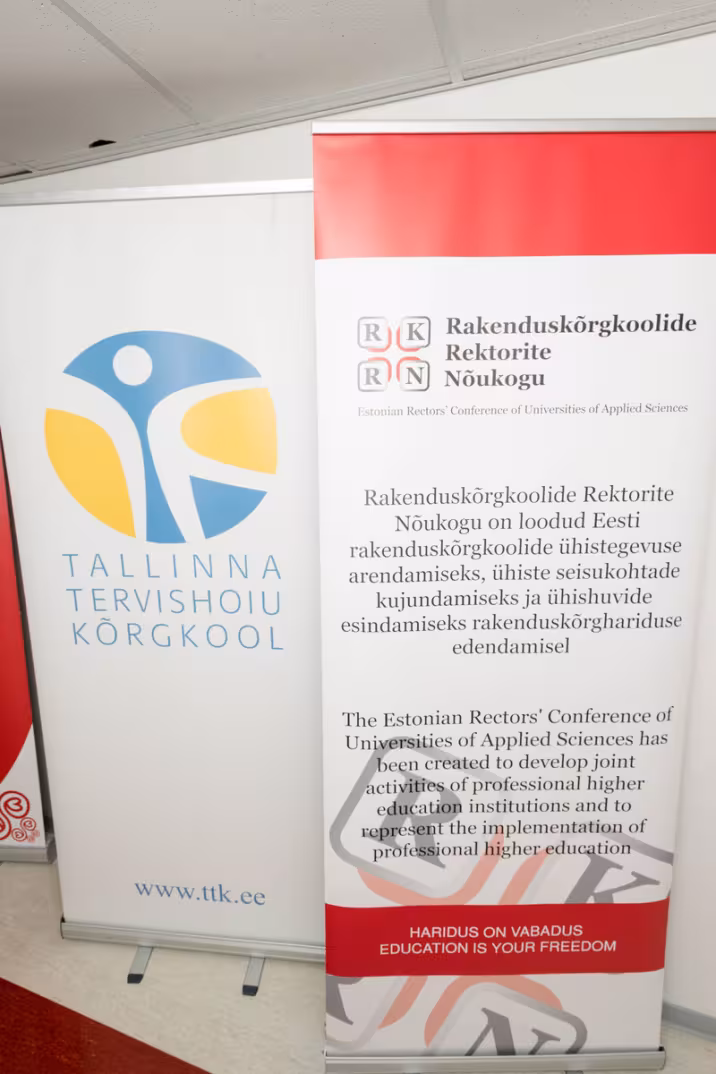 TALLINNA
TERVISHOIU
KÕRGKOOL
www.ttk.ee
R K
R N
Rakenduskõrgkoolide
Rektorite
Nõukogu
Estonian Rectors' Conference of Universities of Applied Sciences
Rakenduskõrgkoolide Rektorite
Nõukogu on loodud Eesti
rakenduskõrgkoolide ühistegevuse
arendamiseks, ühiste seisukohtade
kujundamiseks ja ühishuvide
esindamiseks rakenduskõrghariduse
edendamisel
The Estonian Rectors' Conference of
Universities of Applied Sciences has
been created to develop joint
activities of professional higher
education institutions and to
represent the implementation of
professional higher education
R K
HARIDUS ON VABADUS
EDUCATION IS YOUR FREEDOM
R N